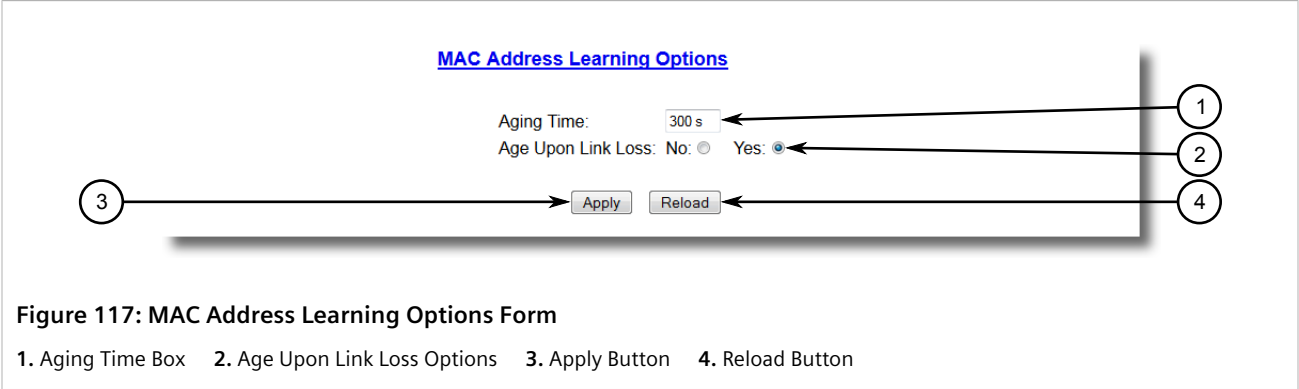 MAC Address Learning Options
Aging Time: 300 s
1
Age Upon Link Loss: No: Yes:
2
3
Apply Reload
4
Figure 117: MAC Address Learning Options Form
1. Aging Time Box 2. Age Upon Link Loss Options 3. Apply Button 4. Reload Button